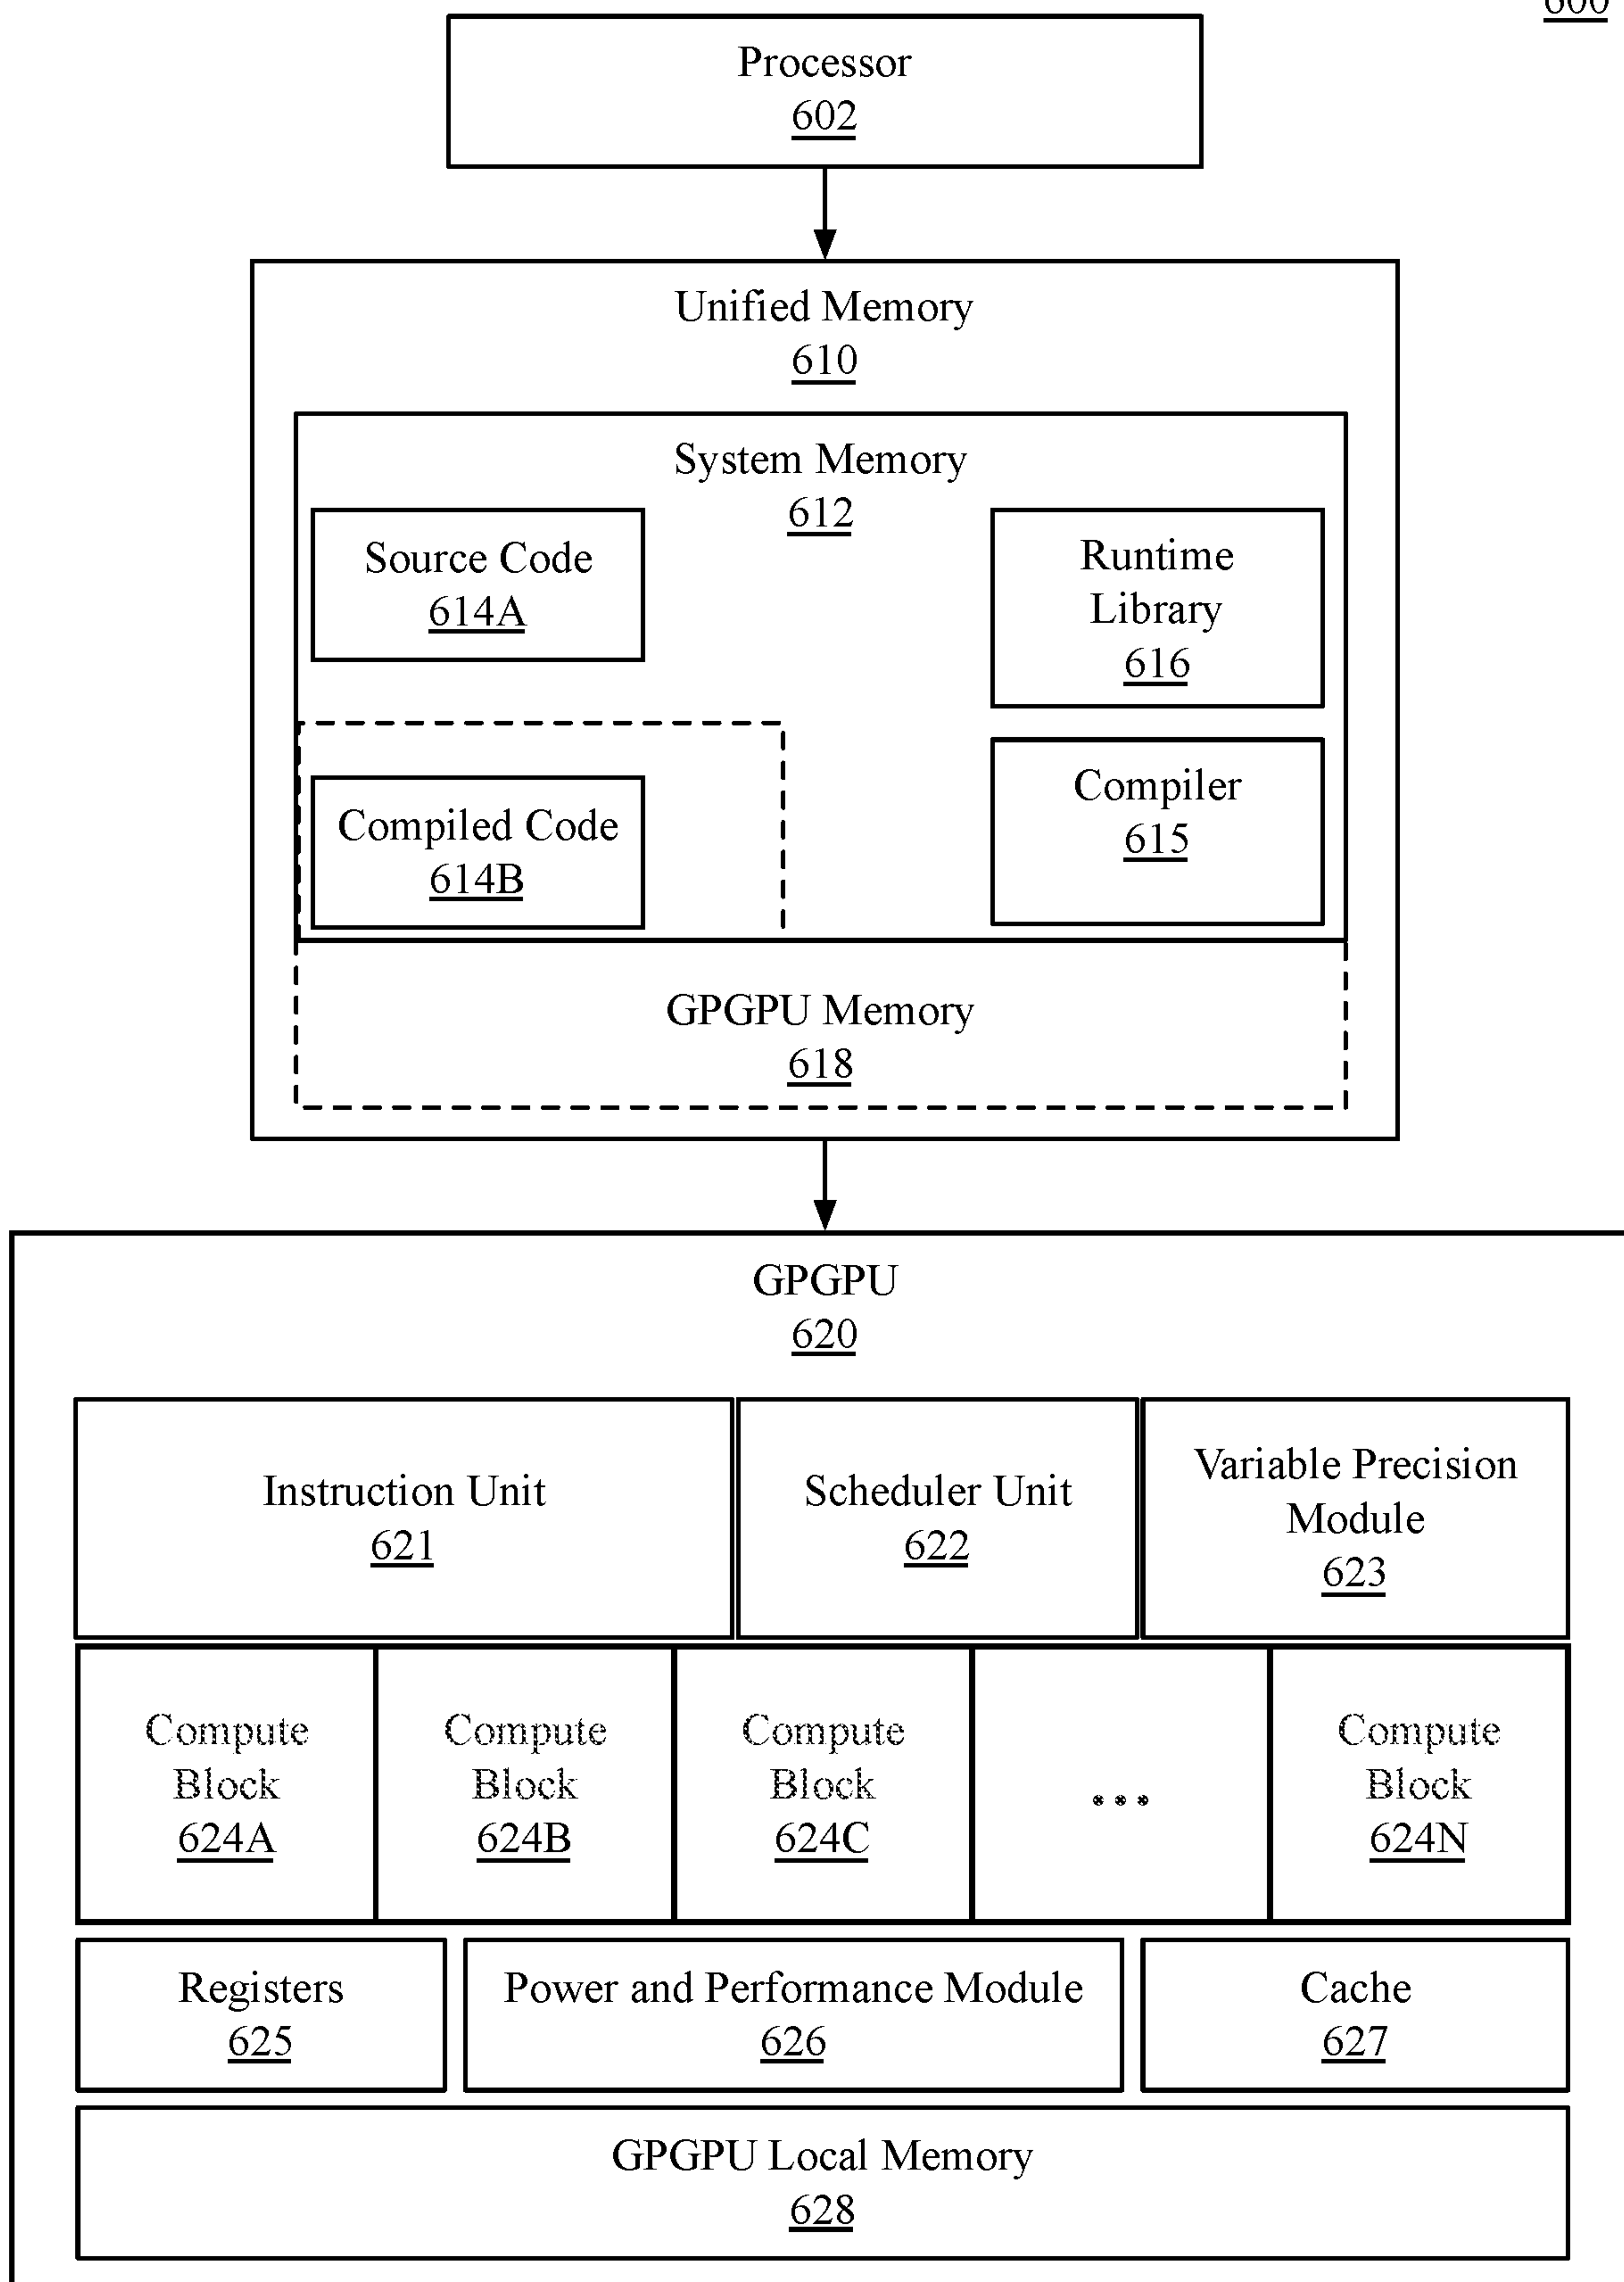 600
Processor
602
Unified Memory
610
System Memory
612
Source Code
614A
Runtime
Library
616
Compiled Code
614B
Compiler
615
GPGPU Memory
618
GPGPU
620
Instruction Unit
621
Scheduler Unit
622
Variable Precision
Module
623
Compute
Block
624A
Compute
Block
624B
Compute
Block
624C
...
Compute
Block
624N
Registers
625
Power and Performance Module
626
Cache
627
GPGPU Local Memory
628